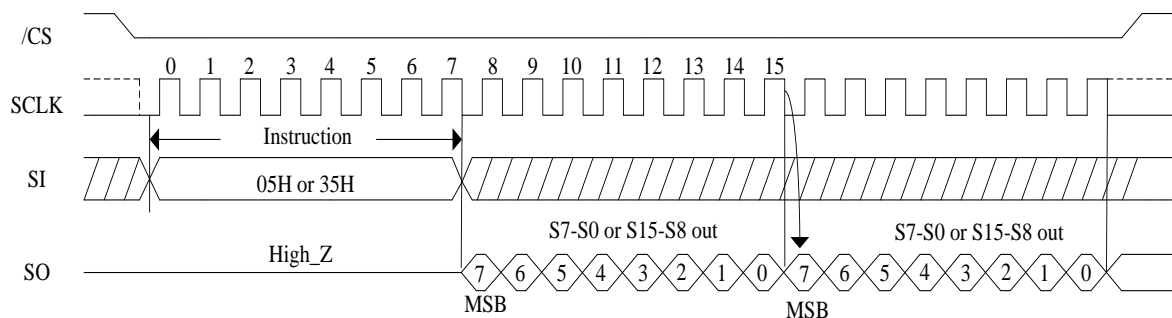 /CS
0 1 2 3 4 5 6 7 8 9 10 11 12 13 14 15
SCLK
Instruction
SI
05H or 35H
S7-S0 or S15-S8 out S7-S0 or S15-S8 out
High_Z
SO
7 6 5 4 3 2 1 0 7 6 5 4 3 2 1 0
MSB MSB